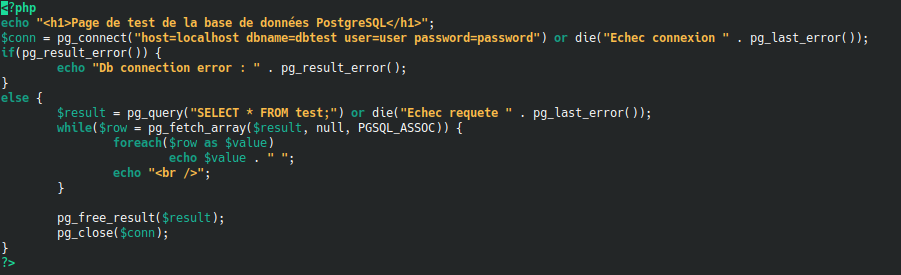 <?php
echo "<h1>Page de test de la base de données PostgreSQL</h1>";
$conn = pg_connect("host=localhost dbname=dbtest user=user password=password") or die("Echec connexion " . pg_last_error());
if(pg_result_error()) {
        echo "Db connection error : " . pg_result_error();
}
else {
        $result = pg_query("SELECT * FROM test;") or die("Echec requete " . pg_last_error());
        while($row = pg_fetch_array($result, null, PGSQL_ASSOC)) {
                foreach($row as $value)
                        echo $value . " ";
                echo "<br />";
        }

        pg_free_result($result);
        pg_close($conn);
}
?>